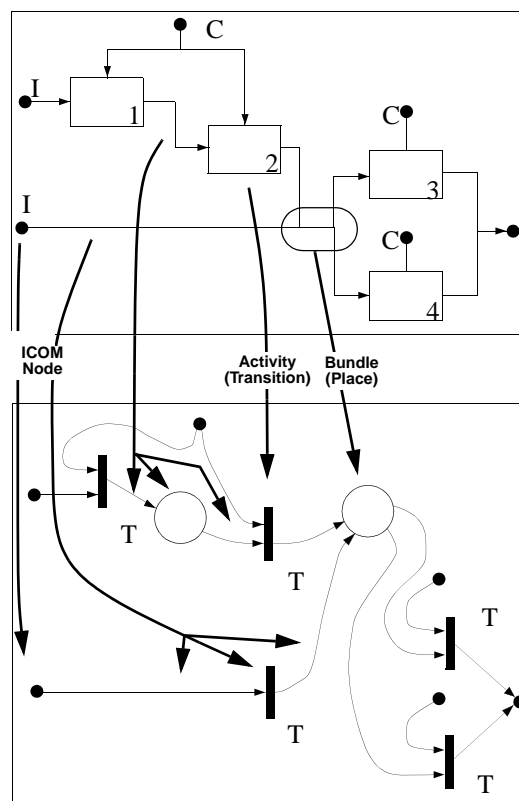 C
I
1
2
C
3
I
C
4
ICOM
Node
Activity
(Transition)
Bundle
(Place)
T
T
T
T
T